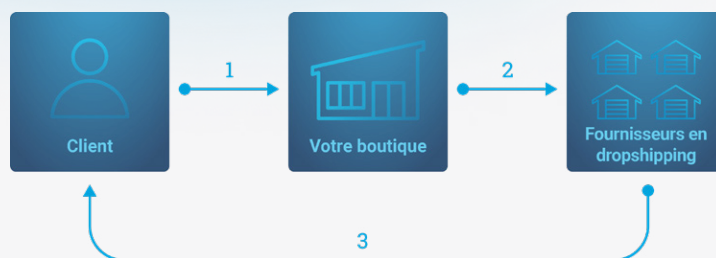 1
2
Client
Votre boutique
Fournisseurs en
dropshipping
3